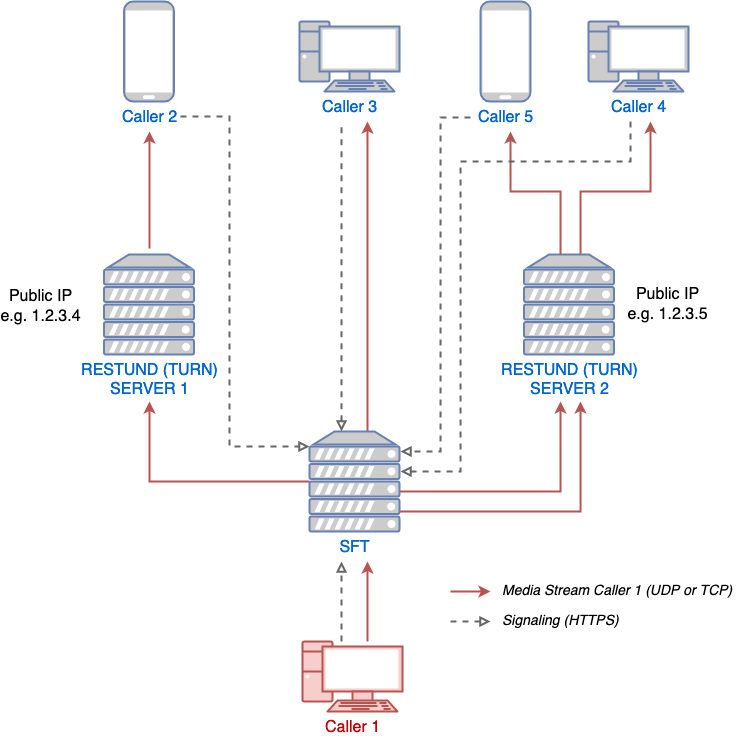 Caller 2
Caller 3
Caller 5
Caller 4
Public IP
e.g. 1.2.3.4
Public IP
e.g. 1.2.3.5
RESTUND (TURN)
SERVER 1
RESTUND (TURN)
SERVER 2
SFT
Media Stream Caller 1 (UDP or TCP)
Signaling (HTTPS)
Caller 1